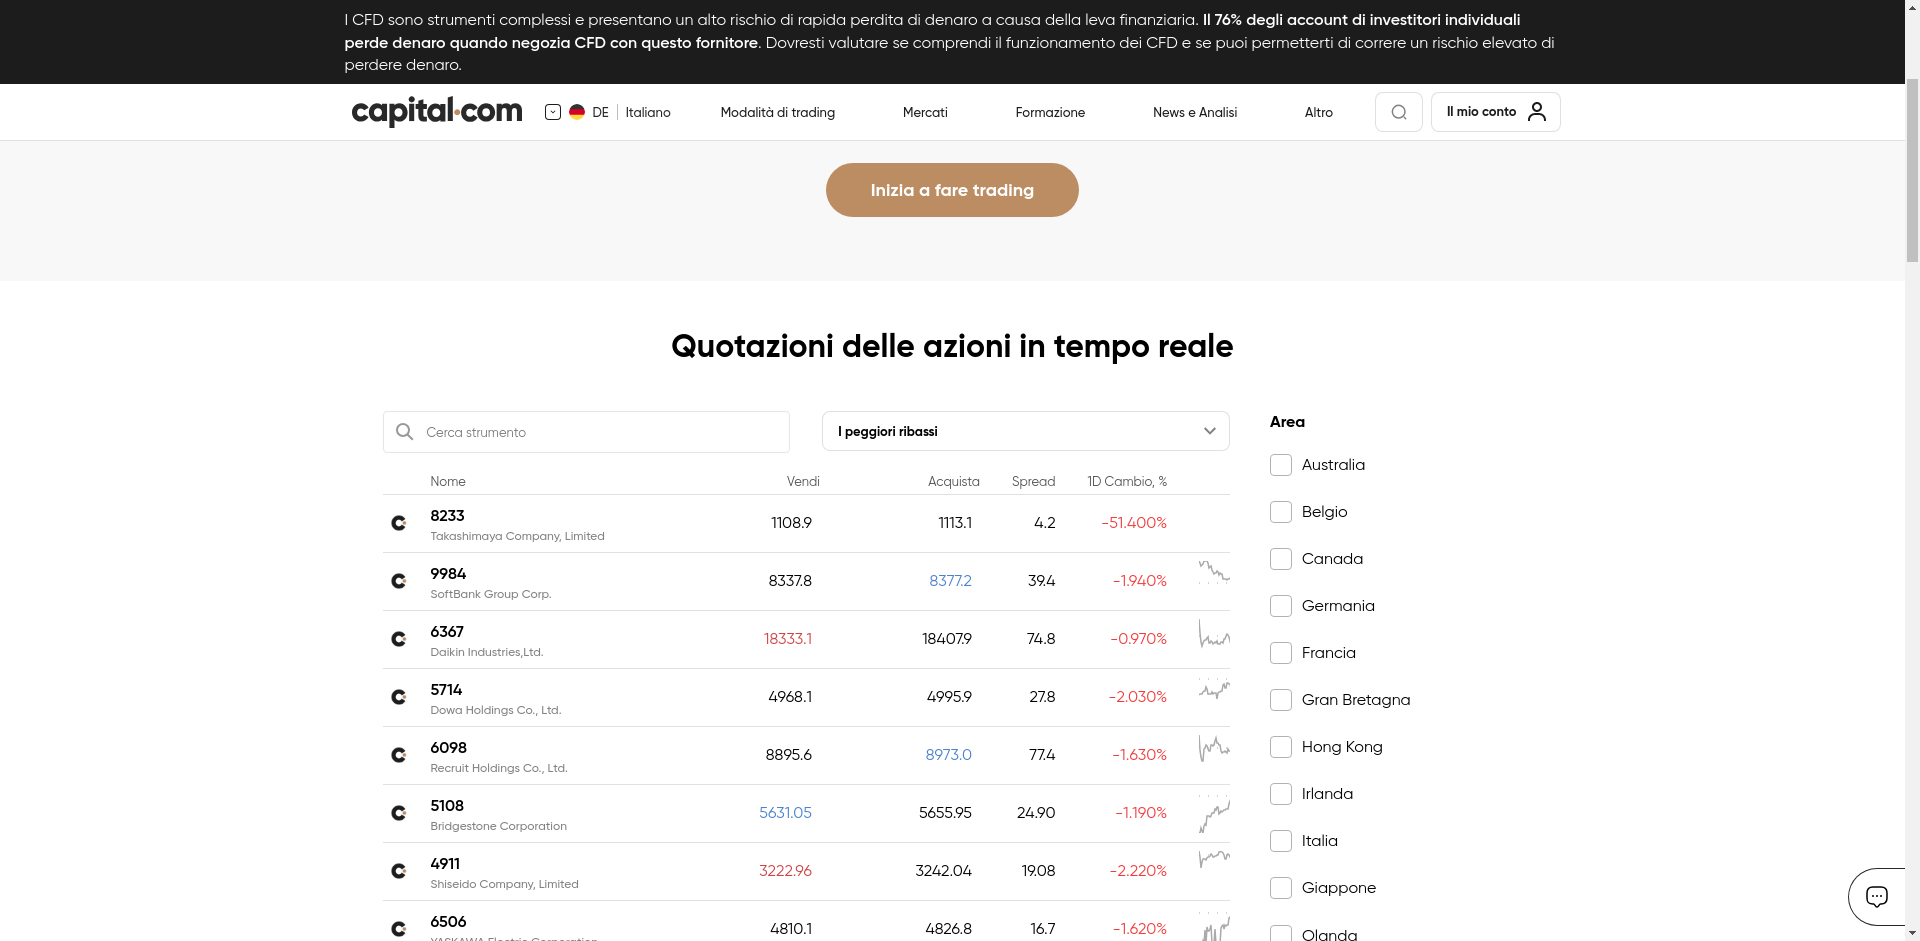 I CFD sono strumenti complessi e presentano un alto rischio di rapida perdita di denaro a causa della leva finanziaria. Il 76% degli account di investitori individuali
perde denaro quando negozia CFD con questo fornitore. Dovresti valutare se comprendi il funzionamento dei CFD e se puoi permetterti di correre un rischio elevato di
perdere denaro.
capital.com DE Italiano Modalità di trading Mercati Formazione News e Analisi Altro Il mio conto
Inizia a fare trading
Quotazioni delle azioni in tempo reale
Cerca strumento
I peggiori ribassi
Nome Vendi Acquista Spread 1D Cambio, %
8233
Takashimaya Company, Limited
1108.9 1113.1 4.2 -51.400%
9984
SoftBank Group Corp.
8337.8 8377.2 39.4 -1.940%
6367
Daikin Industries,Ltd.
18333.1 18407.9 74.8 -0.970%
5714
Dowa Holdings Co., Ltd.
4968.1 4995.9 27.8 -2.030%
6098
Recruit Holdings Co., Ltd.
8895.6 8973.0 77.4 -1.630%
5108
Bridgestone Corporation
5631.05 5655.95 24.90 -1.190%
4911
Shiseido Company, Limited
3222.96 3242.04 19.08 -2.220%
6506
YASKAWA Electric Corporation
4810.1 4826.8 16.7 -1.620%
Area
Australia
Belgio
Canada
Germania
Francia
Gran Bretagna
Hong Kong
Irlanda
Italia
Giappone
Olanda